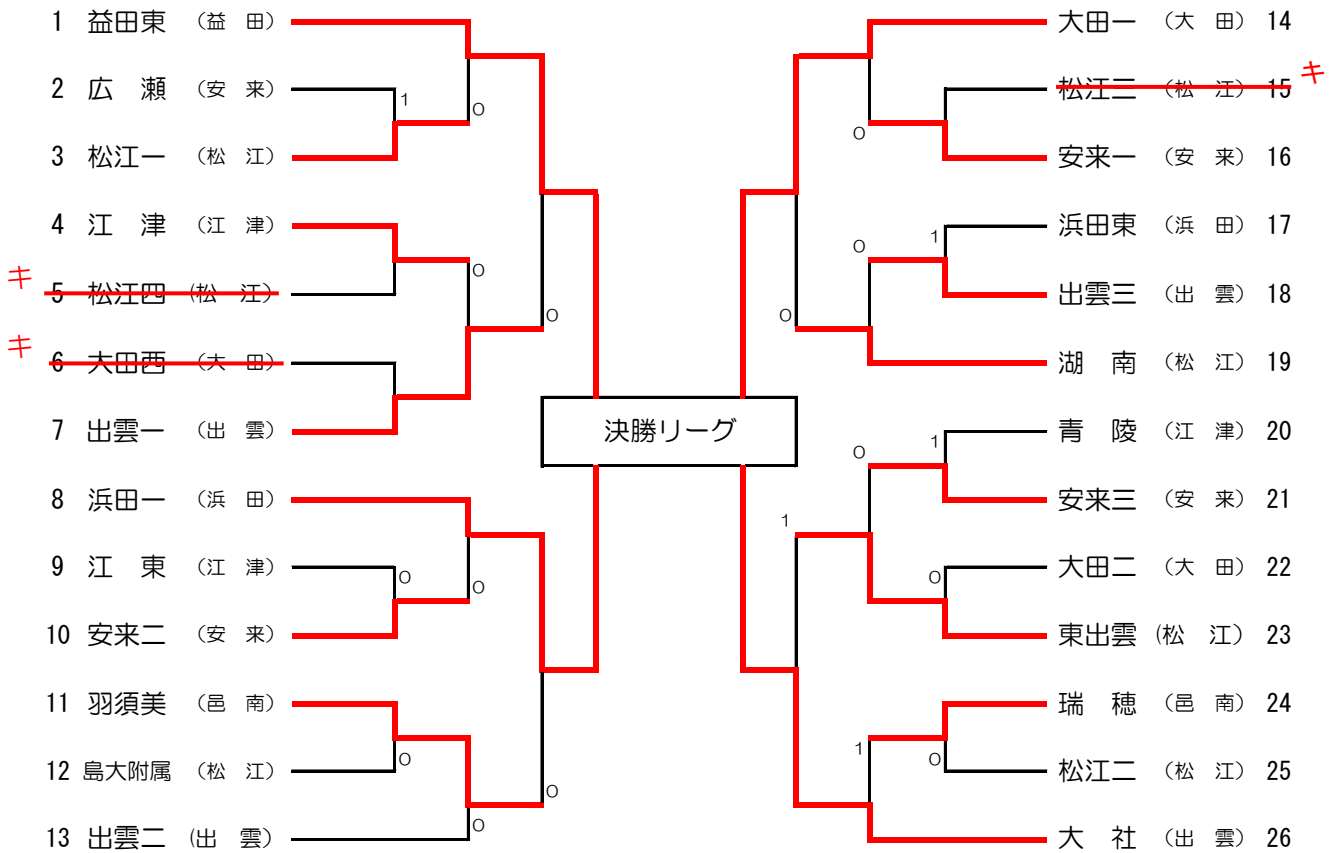 1 益田東 （益 田）
2 広 瀬 （安 来）
1
0
3 松江一 （松 江）
4 江 津 （江 津）
0
キ 5 松江四 (松 江)
0
キ 6 大田西 （大 田）
7 出雲一 （出 雲）
8 浜田一 （浜 田）
9 江 東 （江 津）
0
0
10 安来二 （安 来）
11 羽須美 （邑 南）
0
12 島大附属 （松 江）
0
0
13 出雲二 (出 雲)
決勝リーグ
大田一 （大 田） 14
松江三 （松 江） 15 キ
0
安来一 （安 来） 16
浜田東 （浜 田） 17
1
0
出雲三 （出 雲） 18
0
湖 南 （松 江） 19
青 陵 （江 津） 20
1
0
安来三 （安 来） 21
1
大田二 （大 田） 22
0
東出雲 (松 江) 23
瑞 穂 （邑 南） 24
1
0
松江二 （松 江） 25
大 社 （出 雲） 26